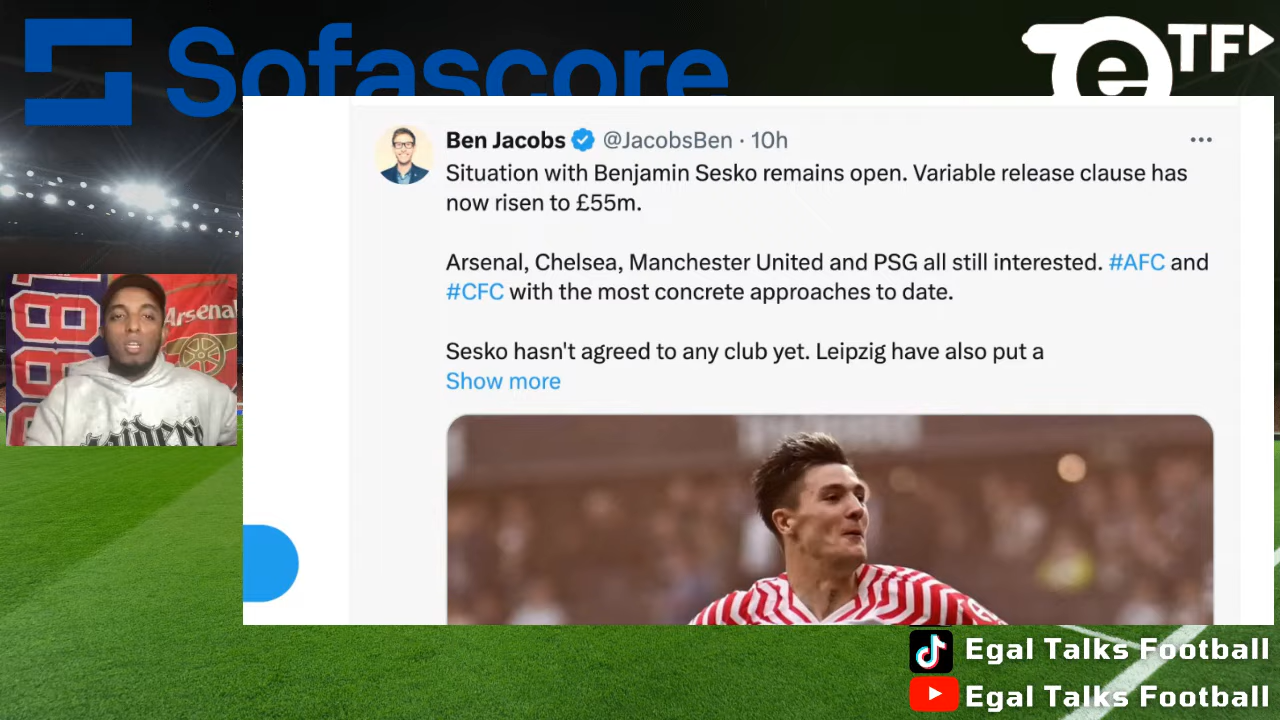 Sofascore
eTF
Ben Jacobs @JacobsBen · 10h
Situation with Benjamin Sesko remains open. Variable release clause has
now risen to £55m.
Arsenal, Chelsea, Manchester United and PSG all still interested. #AFC and
#CFC with the most concrete approaches to date.
Sesko hasn't agreed to any club yet. Leipzig have also put a
Show more
Arsenal
Egal Talks Football
Egal Talks Football